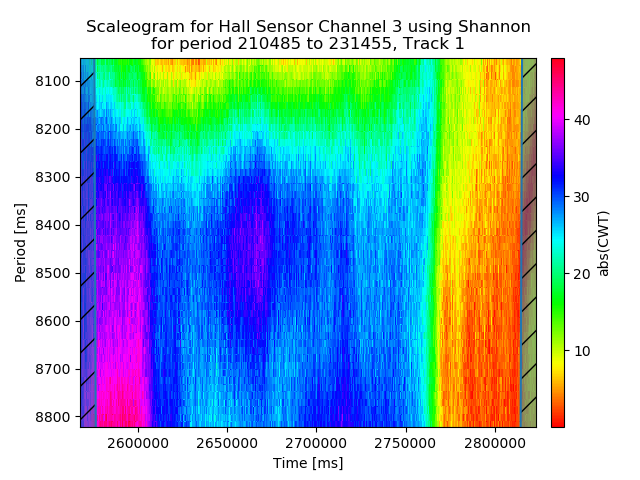 Scaleogram for Hall Sensor Channel 3 using Shannon
for period 210485 to 231455, Track 1
8100
8200
8300
8400
8500
8600
8700
8800
Period [ms]
2600000 2650000 2700000 2750000 2800000
Time [ms]
40
30
20
10
abs(CWT)